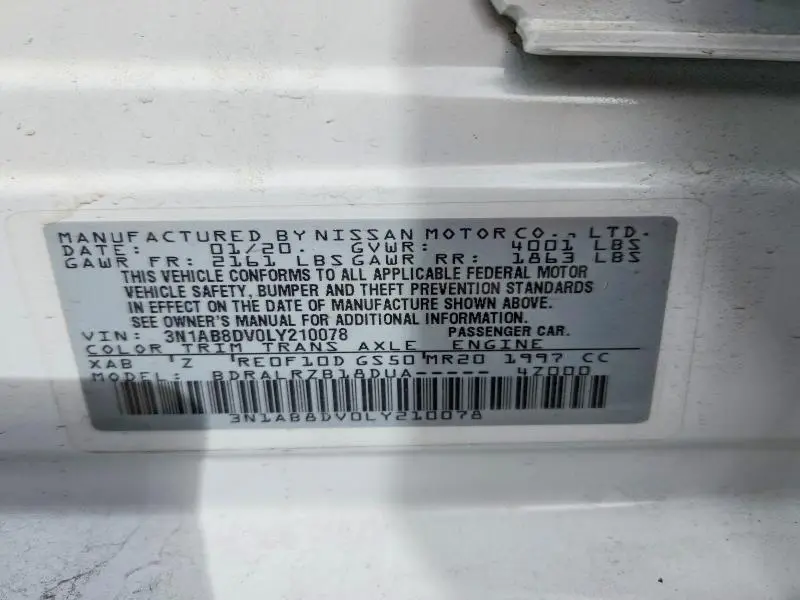 MANUFACTURED BY NISSAN MOTOR CO., LTD.
DATE: 01/20. GVWR: 4001 LBS
GAWR FR: 2161 LBS GAWR RR: 1863 LBS
THIS VEHICLE CONFORMS TO ALL APPLICABLE FEDERAL MOTOR
VEHICLE SAFETY, BUMPER AND THEFT PREVENTION STANDARDS
IN EFFECT ON THE DATE OF MANUFACTURE SHOWN ABOVE.
SEE OWNER'S MANUAL FOR ADDITIONAL INFORMATION.
VIN: 3N1AB8DV0LY210078 PASSENGER CAR.
COLOR TRIM TRANS AXLE ENGINE
XAB 'Z 'RE0F10D GS50 'MR20 1997 CC
MODEL: BDRALRZB18DUA----- 4Z000
3N1AB8DV0LY210078